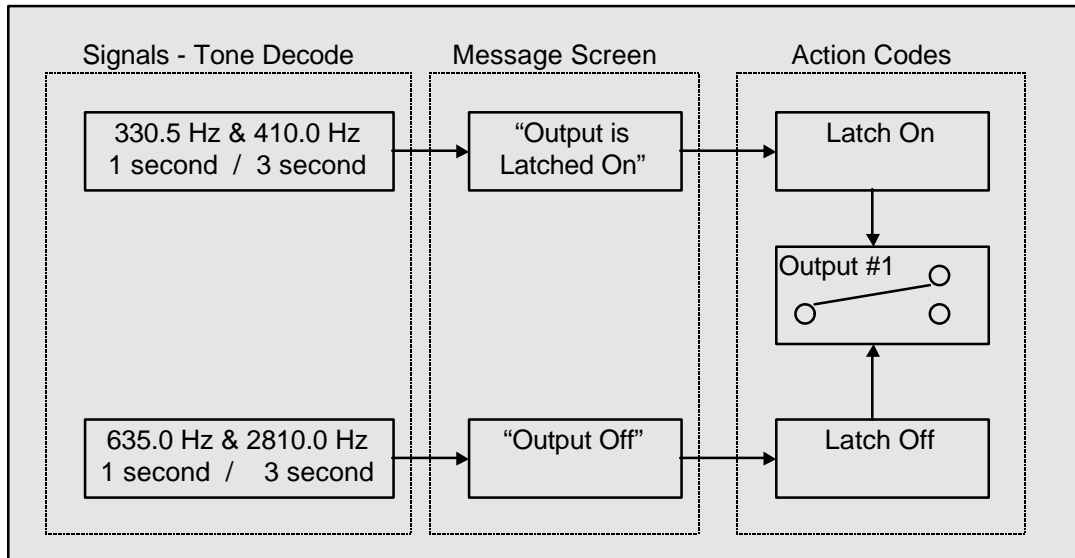 Signals - Tone Decode
Message Screen
Action Codes
330.5 Hz & 410.0 Hz
1 second / 3 second
“Output is
Latched On”
Latch On
Output #1
635.0 Hz & 2810.0 Hz
1 second / 3 second
“Output Off”
Latch Off